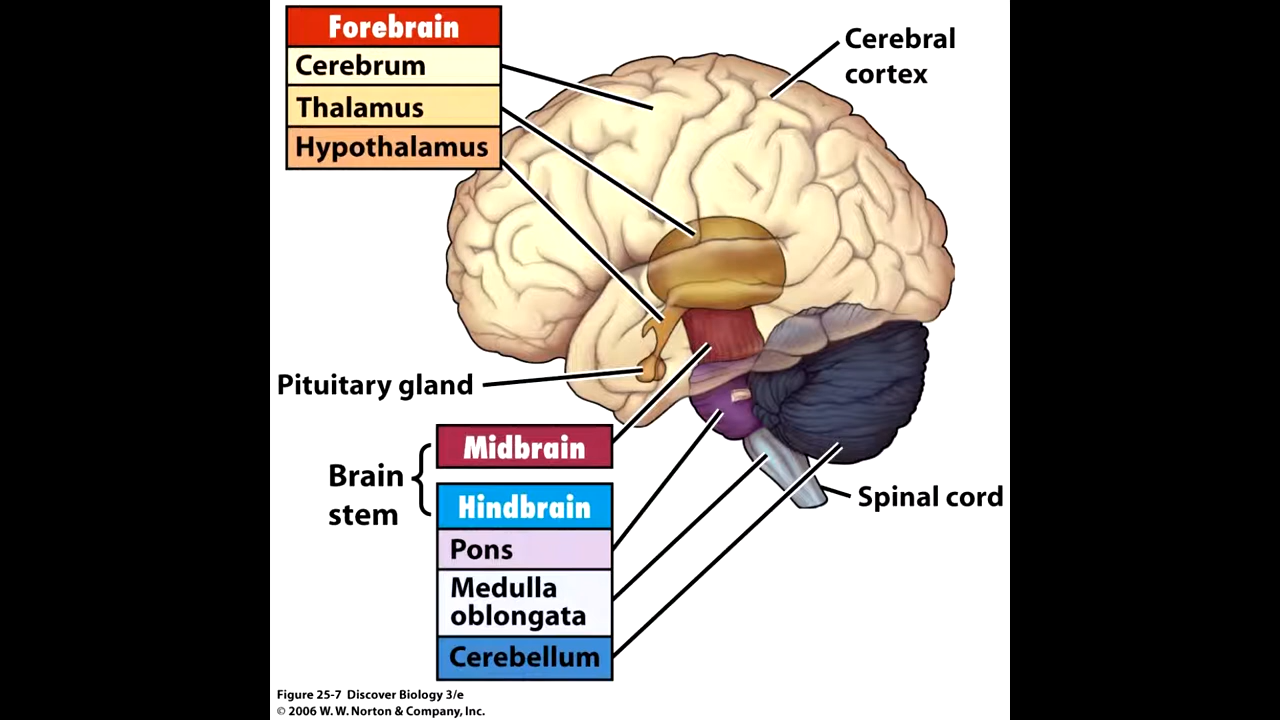 Forebrain
Cerebrum
Thalamus
Hypothalamus
Cerebral
cortex
Pituitary gland
Brain
stem
Midbrain
Hindbrain
Pons
Medulla
oblongata
Cerebellum
Spinal cord
Figure 25-7 Discover Biology 3/e
© 2006 W. W. Norton & Company, Inc.